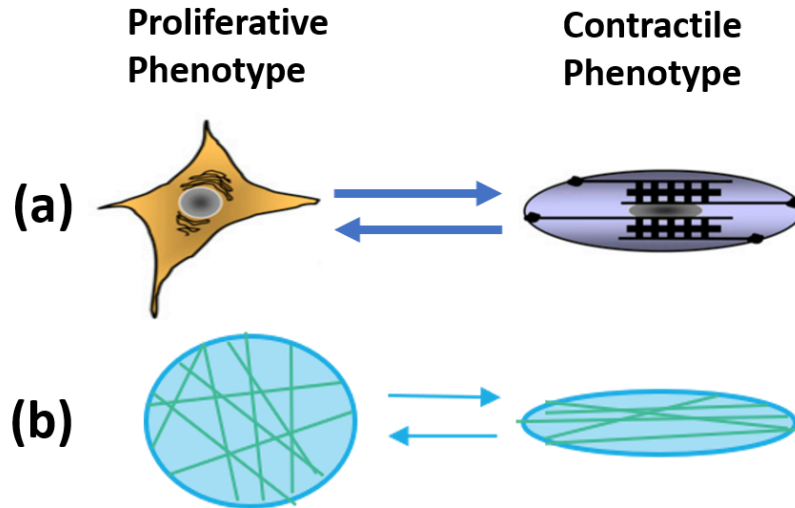 Proliferative
Phenotype
Contractile
Phenotype
(a)
(b)